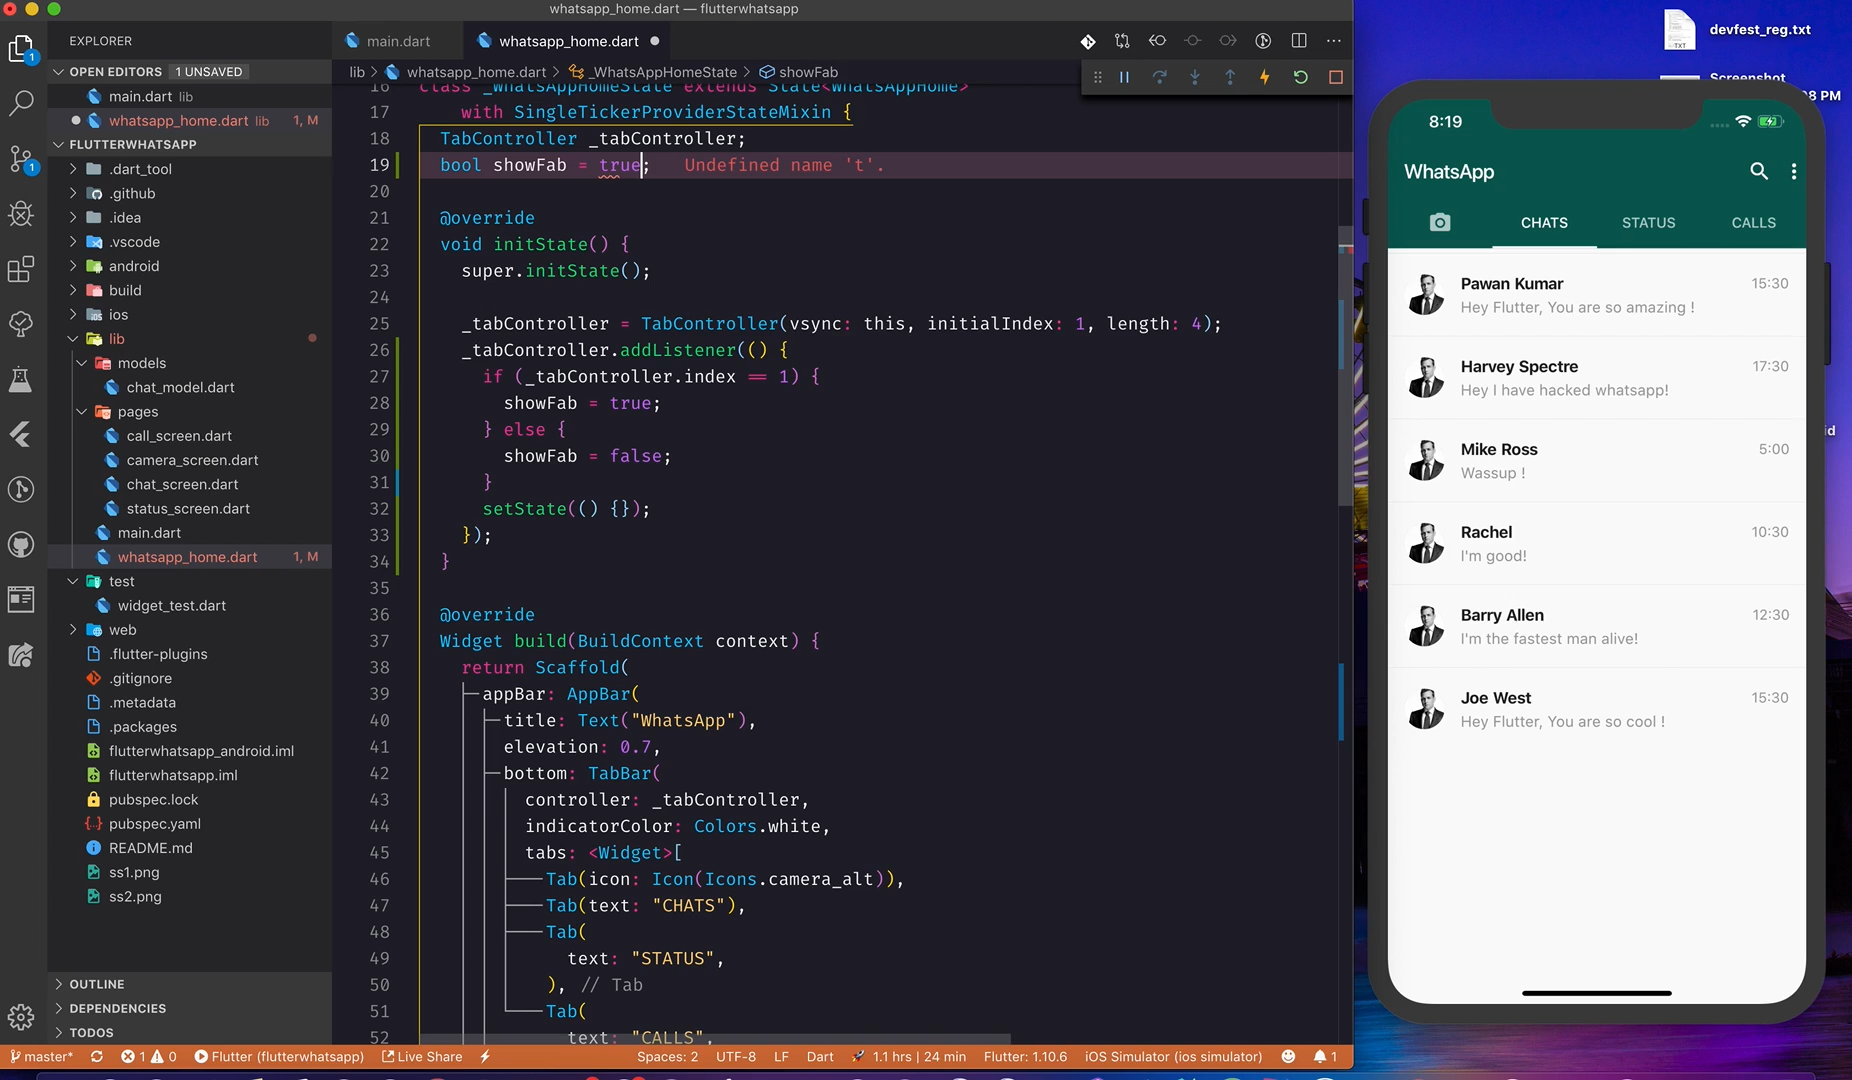 whatsapp_home.dart — flutterwhatsapp
devfest_reg.txt
TXT
Screenshot
8 PM
EXPLORER
main.dart
whatsapp_home.dart
OPEN EDITORS 1 UNSAVED
lib > whatsapp_home.dart > _WhatsAppHomeState > showFab
main.dart lib
whatsapp_home.dart lib 1, M
FLUTTERWHATSAPP
.dart_tool
.github
.idea
.vscode
android
build
ios
lib
models
chat_model.dart
pages
call_screen.dart
camera_screen.dart
chat_screen.dart
status_screen.dart
main.dart
whatsapp_home.dart 1, M
test
widget_test.dart
web
.flutter-plugins
.gitignore
.metadata
.packages
flutterwhatsapp_android.iml
flutterwhatsapp.iml
pubspec.lock
pubspec.yaml
README.md
ss1.png
ss2.png
OUTLINE
DEPENDENCIES
TODOS
16 class _WhatsAppHomeState extends State<WhatsAppHome>
17 with SingleTickerProviderStateMixin {
18 TabController _tabController;
19 bool showFab = true; Undefined name 't'.
20
21 @override
22 void initState() {
23 super.initState();
24
25 _tabController = TabController(vsync: this, initialIndex: 1, length: 4);
26 _tabController.addListener(() {
27 if (_tabController.index == 1) {
28 showFab = true;
29 } else {
30 showFab = false;
31 }
32 setState(() {});
33 });
34 }
35
36 @override
37 Widget build(BuildContext context) {
38 return Scaffold(
39 appBar: AppBar(
40 title: Text("WhatsApp"),
41 elevation: 0.7,
42 bottom: TabBar(
43 controller: _tabController,
44 indicatorColor: Colors.white,
45 tabs: <Widget>[
46 Tab(icon: Icon(Icons.camera_alt)),
47 Tab(text: "CHATS"),
48 Tab(
49 text: "STATUS",
50 ), // Tab
51 Tab(
52 text: "CALLS",
8:19
WhatsApp
CHATS STATUS CALLS
Pawan Kumar 15:30
Hey Flutter, You are so amazing !
Harvey Spectre 17:30
Hey I have hacked whatsapp!
id
Mike Ross 5:00
Wassup !
Rachel 10:30
I'm good!
Barry Allen 12:30
I'm the fastest man alive!
Joe West 15:30
Hey Flutter, You are so cool !
master* 1 0 Flutter (flutterwhatsapp) Live Share Spaces: 2 UTF-8 LF Dart 1.1 hrs | 24 min Flutter: 1.10.6 iOS Simulator (ios simulator) 1